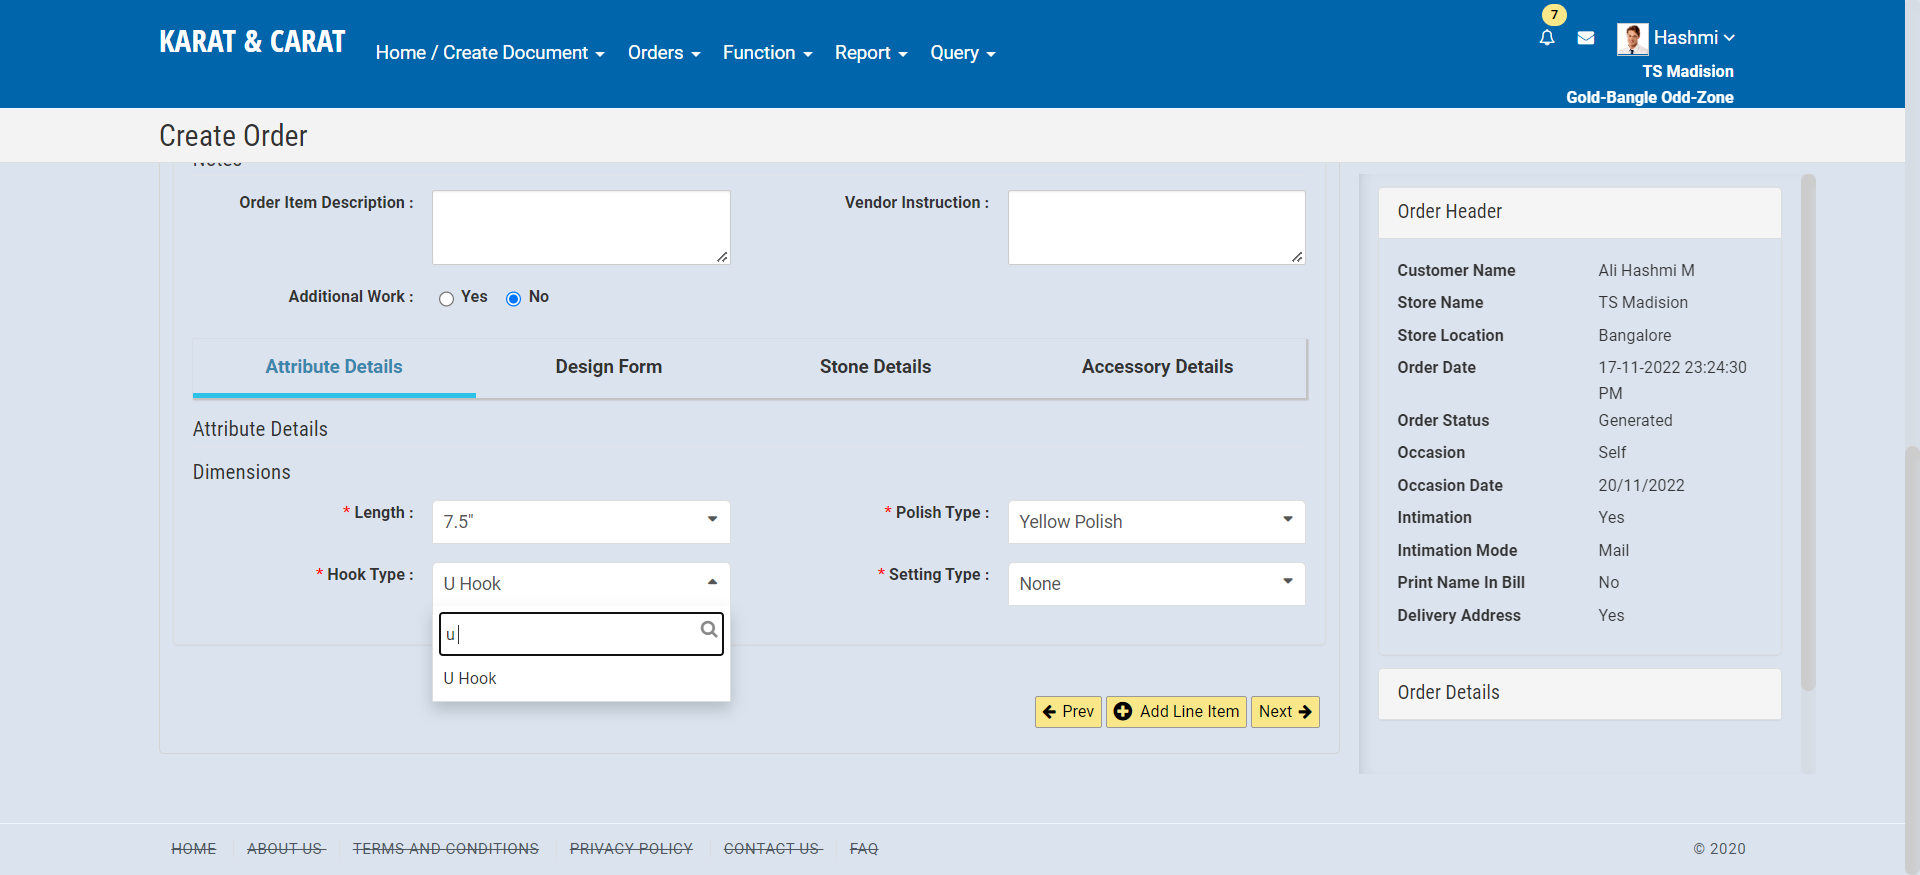 KARAT & CARAT
Home / Create Document
Orders
Function
Report
Query
7
Hashmi
TS Madision
Gold-Bangle Odd-Zone
Create Order
Notes
Order Item Description :
Vendor Instruction :
Additional Work :
Yes
No
Attribute Details
Design Form
Stone Details
Accessory Details
Attribute Details
Dimensions
* Length :
7.5"
* Polish Type :
Yellow Polish
* Hook Type :
U Hook
* Setting Type :
None
u
U Hook
Prev
Add Line Item
Next
Order Header
Customer Name Ali Hashmi M
Store Name TS Madision
Store Location Bangalore
Order Date 17-11-2022 23:24:30
PM
Order Status Generated
Occasion Self
Occasion Date 20/11/2022
Intimation Yes
Intimation Mode Mail
Print Name In Bill No
Delivery Address Yes
Order Details
HOME
ABOUT US
TERMS AND CONDITIONS
PRIVACY POLICY
CONTACT US
FAQ
© 2020